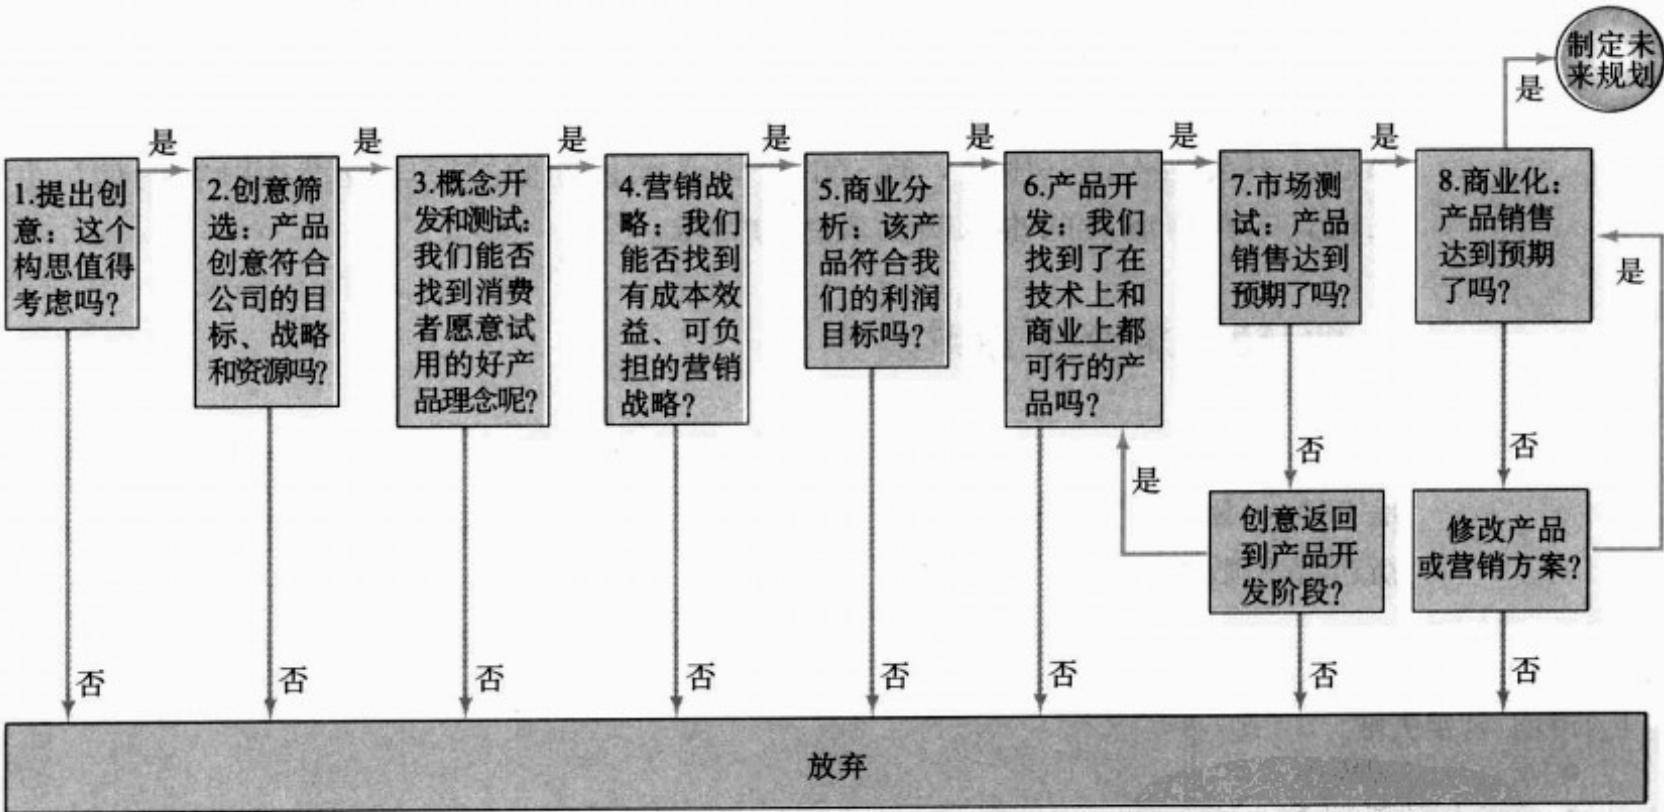 制定未
来规划
是
是
是
是
是
是
是
是
1.提出创
意：这个
构思值得
考虑吗？
2.创意筛
选：产品
创意符合
公司的目
标、战略
和资源吗？
3.概念开
发和测试：
我们能否
找到消费
者愿意试
用的好产
品理念呢？
4.营销战
略：我们
能否找到
有成本效
益、可负
担的营销
战略？
5.商业分
析：该产
品符合我
们的利润
目标吗？
6.产品开
发：我们
找到了在
技术上和
商业上都
可行的产
品吗？
7.市场测
试：产品
销售达到
预期了吗？
8.商业化：
产品销售
达到预期
了吗？
是
否
否
是
创意返回
到产品开
发阶段？
修改产品
或营销方案？
否
否
否
否
否
否
否
否
放弃